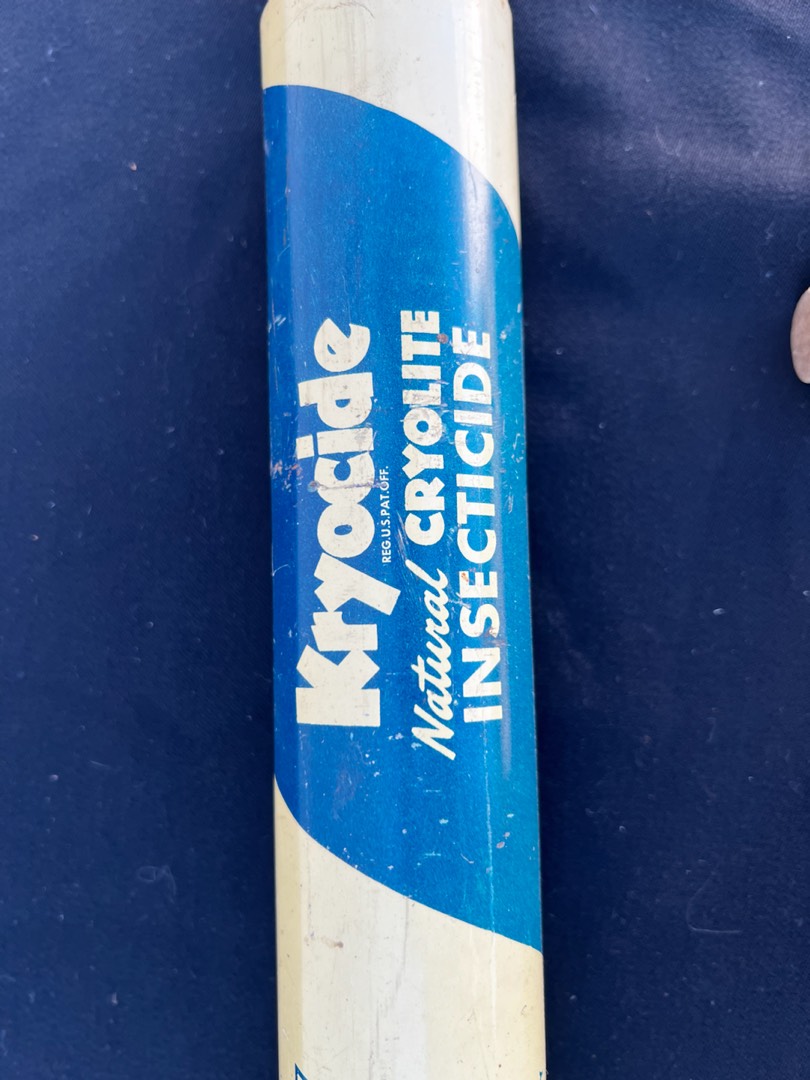 Kryocide
REG.U.S.PAT.OFF.
Natural CRYOLITE
INSECTICIDE